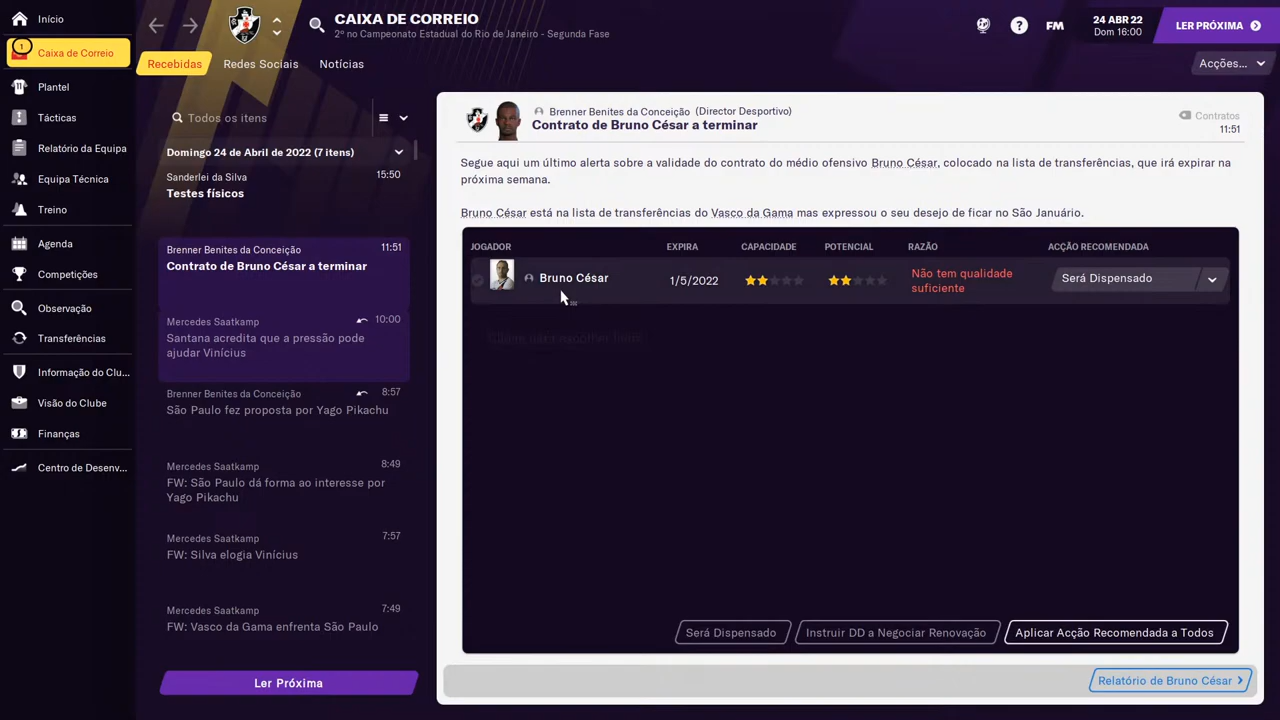 Início
CAIXA DE CORREIO
2º no Campeonato Estadual do Rio de Janeiro - Segunda Fase
?
FM
24 ABR 22
Dom 16:00
LER PRÓXIMA
1
Caixa de Correio
Recebidas
Redes Sociais
Notícias
Acções...
Plantel
Tácticas
Relatório da Equipa
Equipa Técnica
Treino
Agenda
Competições
Observação
Transferências
Informação do Clu...
Visão do Clube
Finanças
Centro de Desenv...
Todos os itens
Domingo 24 de Abril de 2022 (7 itens)
Sanderlei da Silva
15:50
Testes físicos
Brenner Benites da Conceição
11:51
Contrato de Bruno César a terminar
Mercedes Saatkamp
10:00
Santana acredita que a pressão pode
ajudar Vinícius
Brenner Benites da Conceição
8:57
São Paulo fez proposta por Yago Pikachu
Mercedes Saatkamp
8:49
FW: São Paulo dá forma ao interesse por
Yago Pikachu
Mercedes Saatkamp
7:57
FW: Silva elogia Vinícius
Mercedes Saatkamp
7:49
FW: Vasco da Gama enfrenta São Paulo
Ler Próxima
Brenner Benites da Conceição (Director Desportivo)
Contrato de Bruno César a terminar
Contratos
11:51
Segue aqui um último alerta sobre a validade do contrato do médio ofensivo Bruno César, colocado na lista de transferências, que irá expirar na
próxima semana.
Bruno César está na lista de transferências do Vasco da Gama mas expressou o seu desejo de ficar no São Januário.
JOGADOR
EXPIRA
CAPACIDADE
POTENCIAL
RAZÃO
ACÇÃO RECOMENDADA
Bruno César
1/5/2022
Não tem qualidade
suficiente
Será Dispensado
Será Dispensado
Instruir DD a Negociar Renovação
Aplicar Acção Recomendada a Todos
Relatório de Bruno César